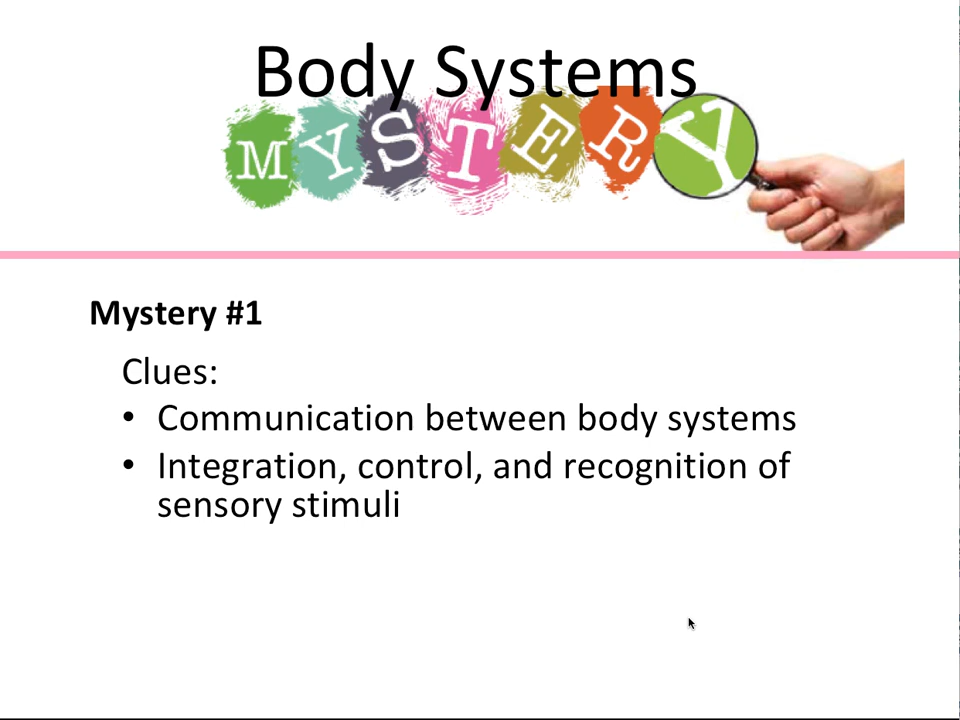 Body Systems
MYSTERY
Mystery #1
Clues:
• Communication between body systems
• Integration, control, and recognition of
sensory stimuli